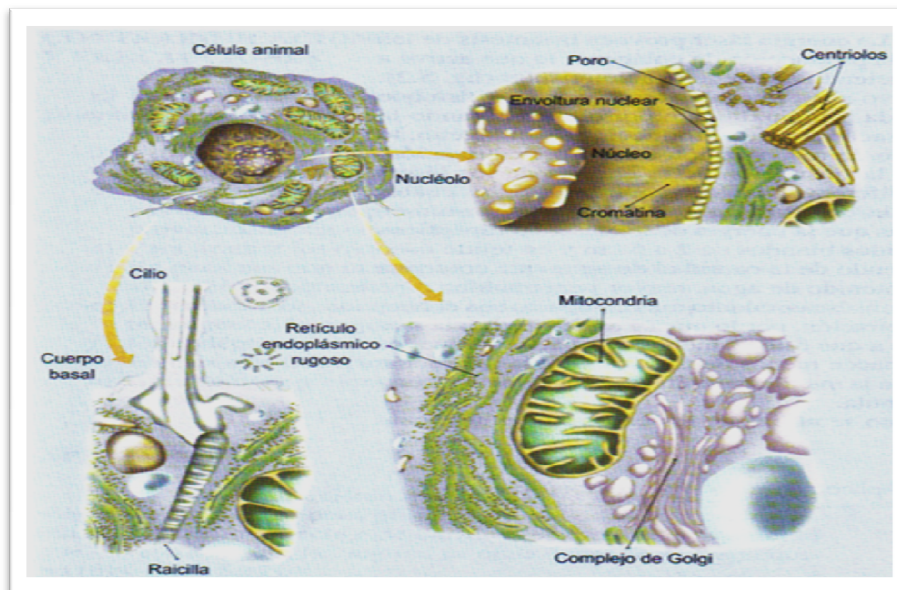 Célula animal
Poro
Centriolos
Envoltura nuclear
Núcleo
Nucléolo
Cromatina
Cilio
Mitocondria
Retículo
endoplásmico
rugoso
Cuerpo
basal
Complejo de Golgi
Raicilla